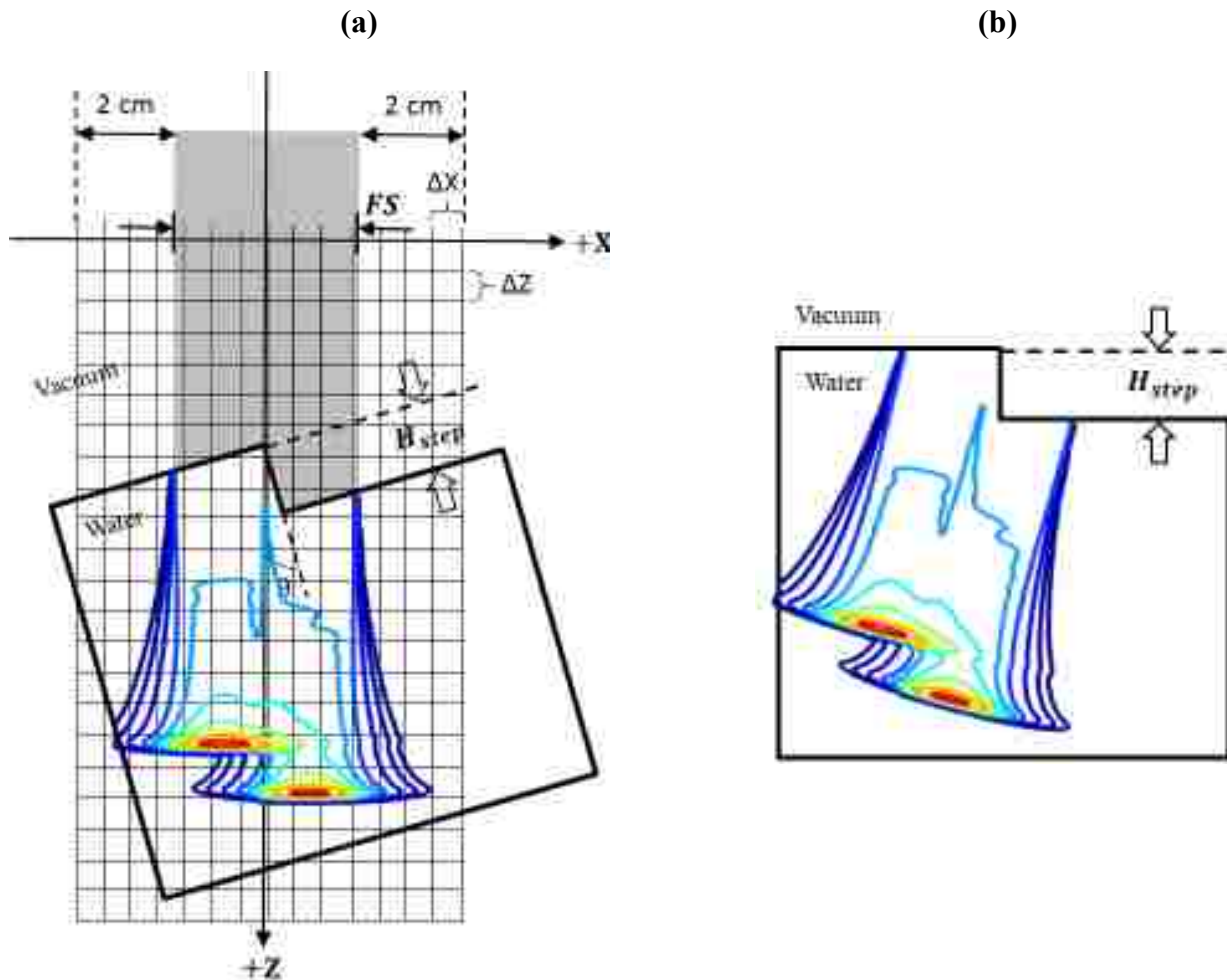 (a)
(b)
2 cm
2 cm
ΔX
FS
+X
ΔZ
Vacuum
H_step
Water
θ
+Z
Vacuum
Water
H_step